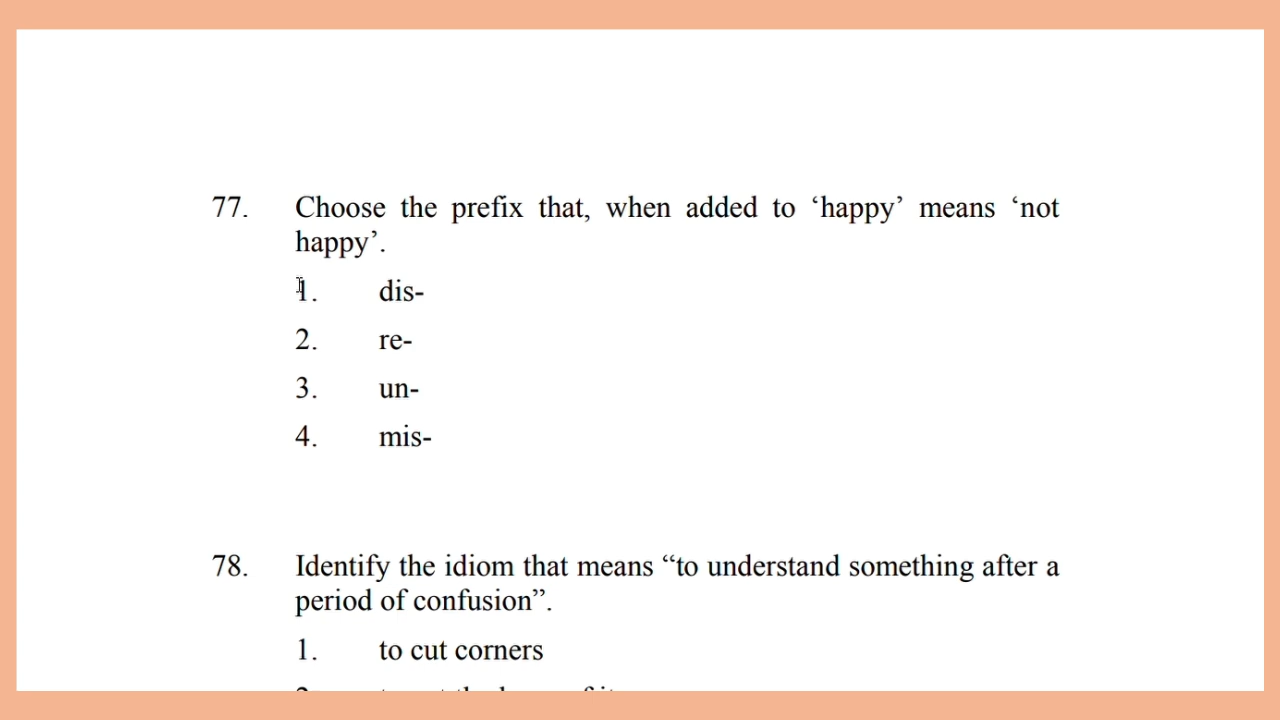 77. Choose the prefix that, when added to ‘happy’ means ‘not
happy’.
1. dis-
2. re-
3. un-
4. mis-
78. Identify the idiom that means “to understand something after a
period of confusion”.
1. to cut corners